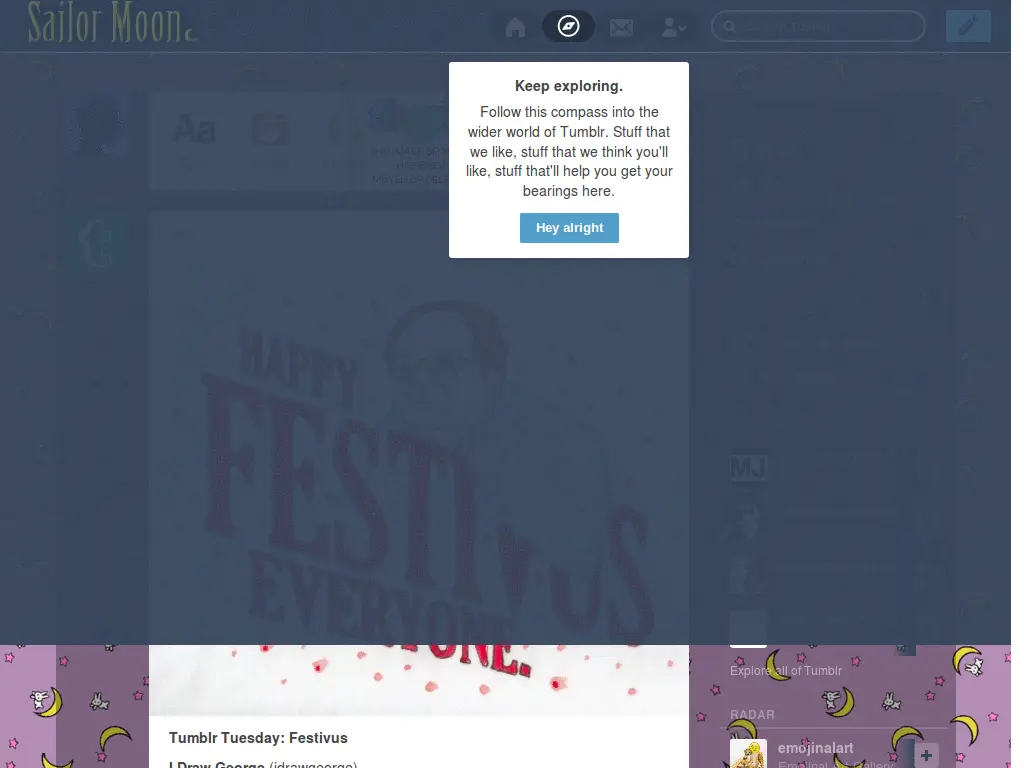 Sailor Moon
Keep exploring.
Follow this compass into the
wider world of Tumblr. Stuff that
we like, stuff that we think you'll
like, stuff that'll help you get your
bearings here.
Hey alright
Aa
HAPPY
FESTIVUS
EVERYONE.
MJ
Explore all of Tumblr
RADAR
Tumblr Tuesday: Festivus
emojinalart
I Draw George (idrawgeorge)
Emojinal Art Gallery